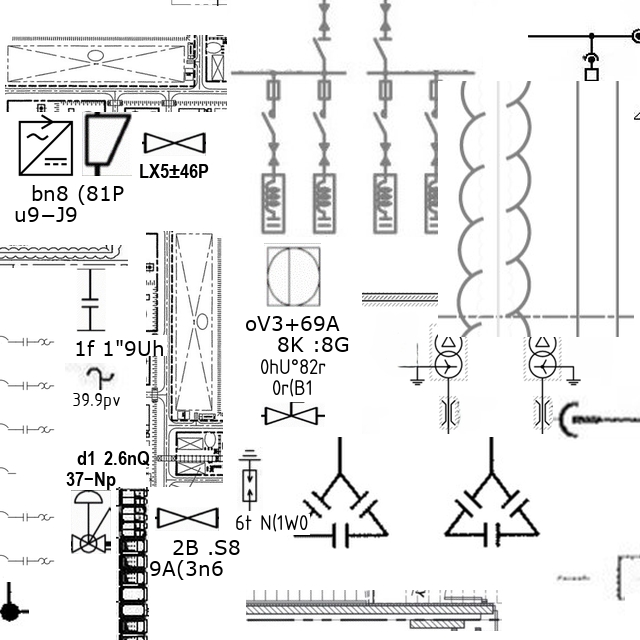 LX5±46P
bn8 (81P
u9−J9
oV3+69A
8K :8G
1f 1"9Uh
0hU°82r
0r(B1
39.9pv
d1 2.6nQ
37-Np
6t N(1W0
2B .S8
9A(3n6